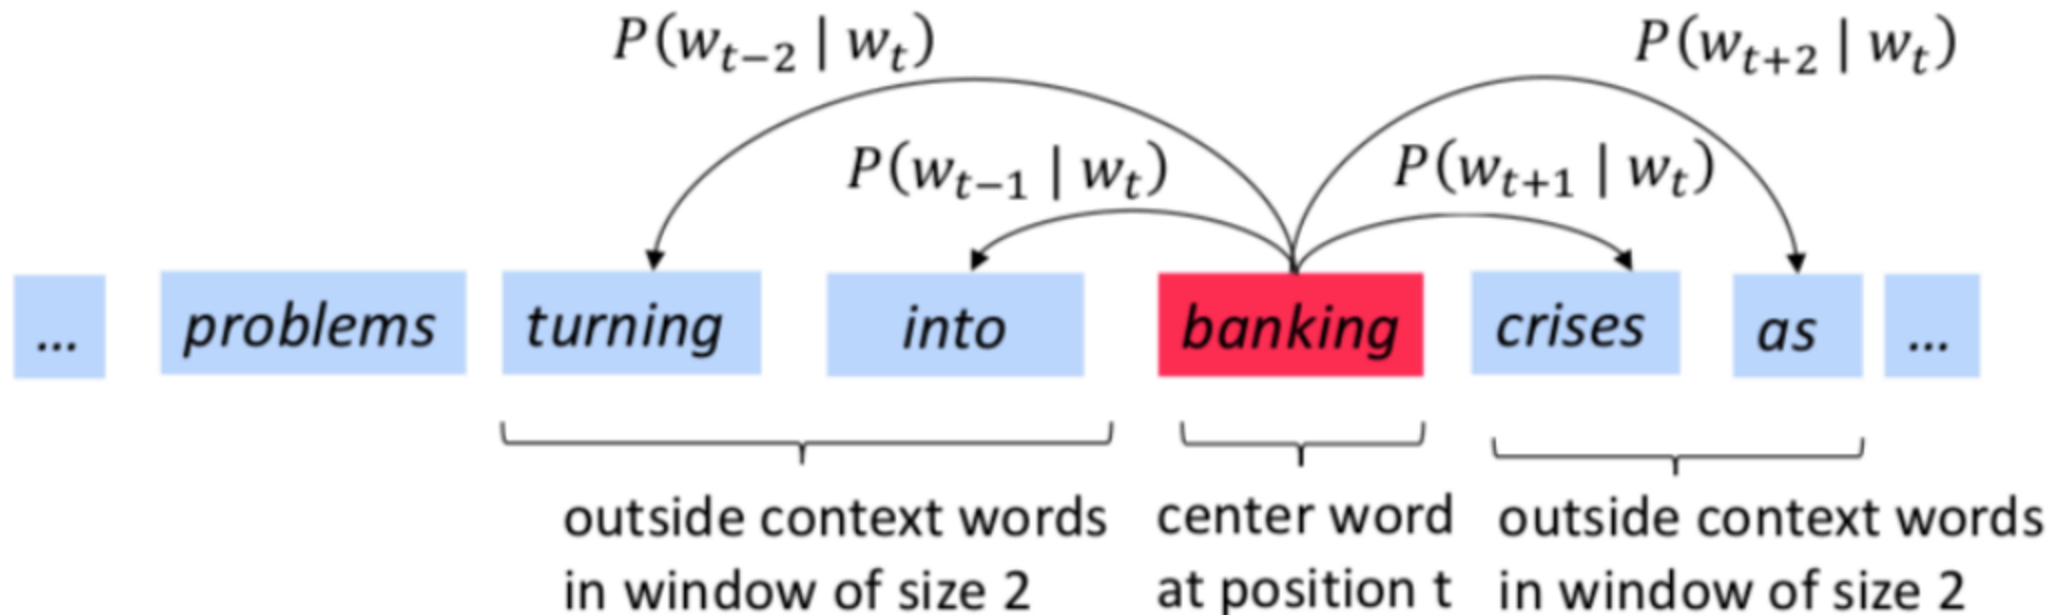 P(w_{t−2} | w_t) P(w_{t+2} | w_t)
P(w_{t−1} | w_t) P(w_{t+1} | w_t)
... problems turning into banking crises as ...
outside context words
in window of size 2
center word
at position t
outside context words
in window of size 2